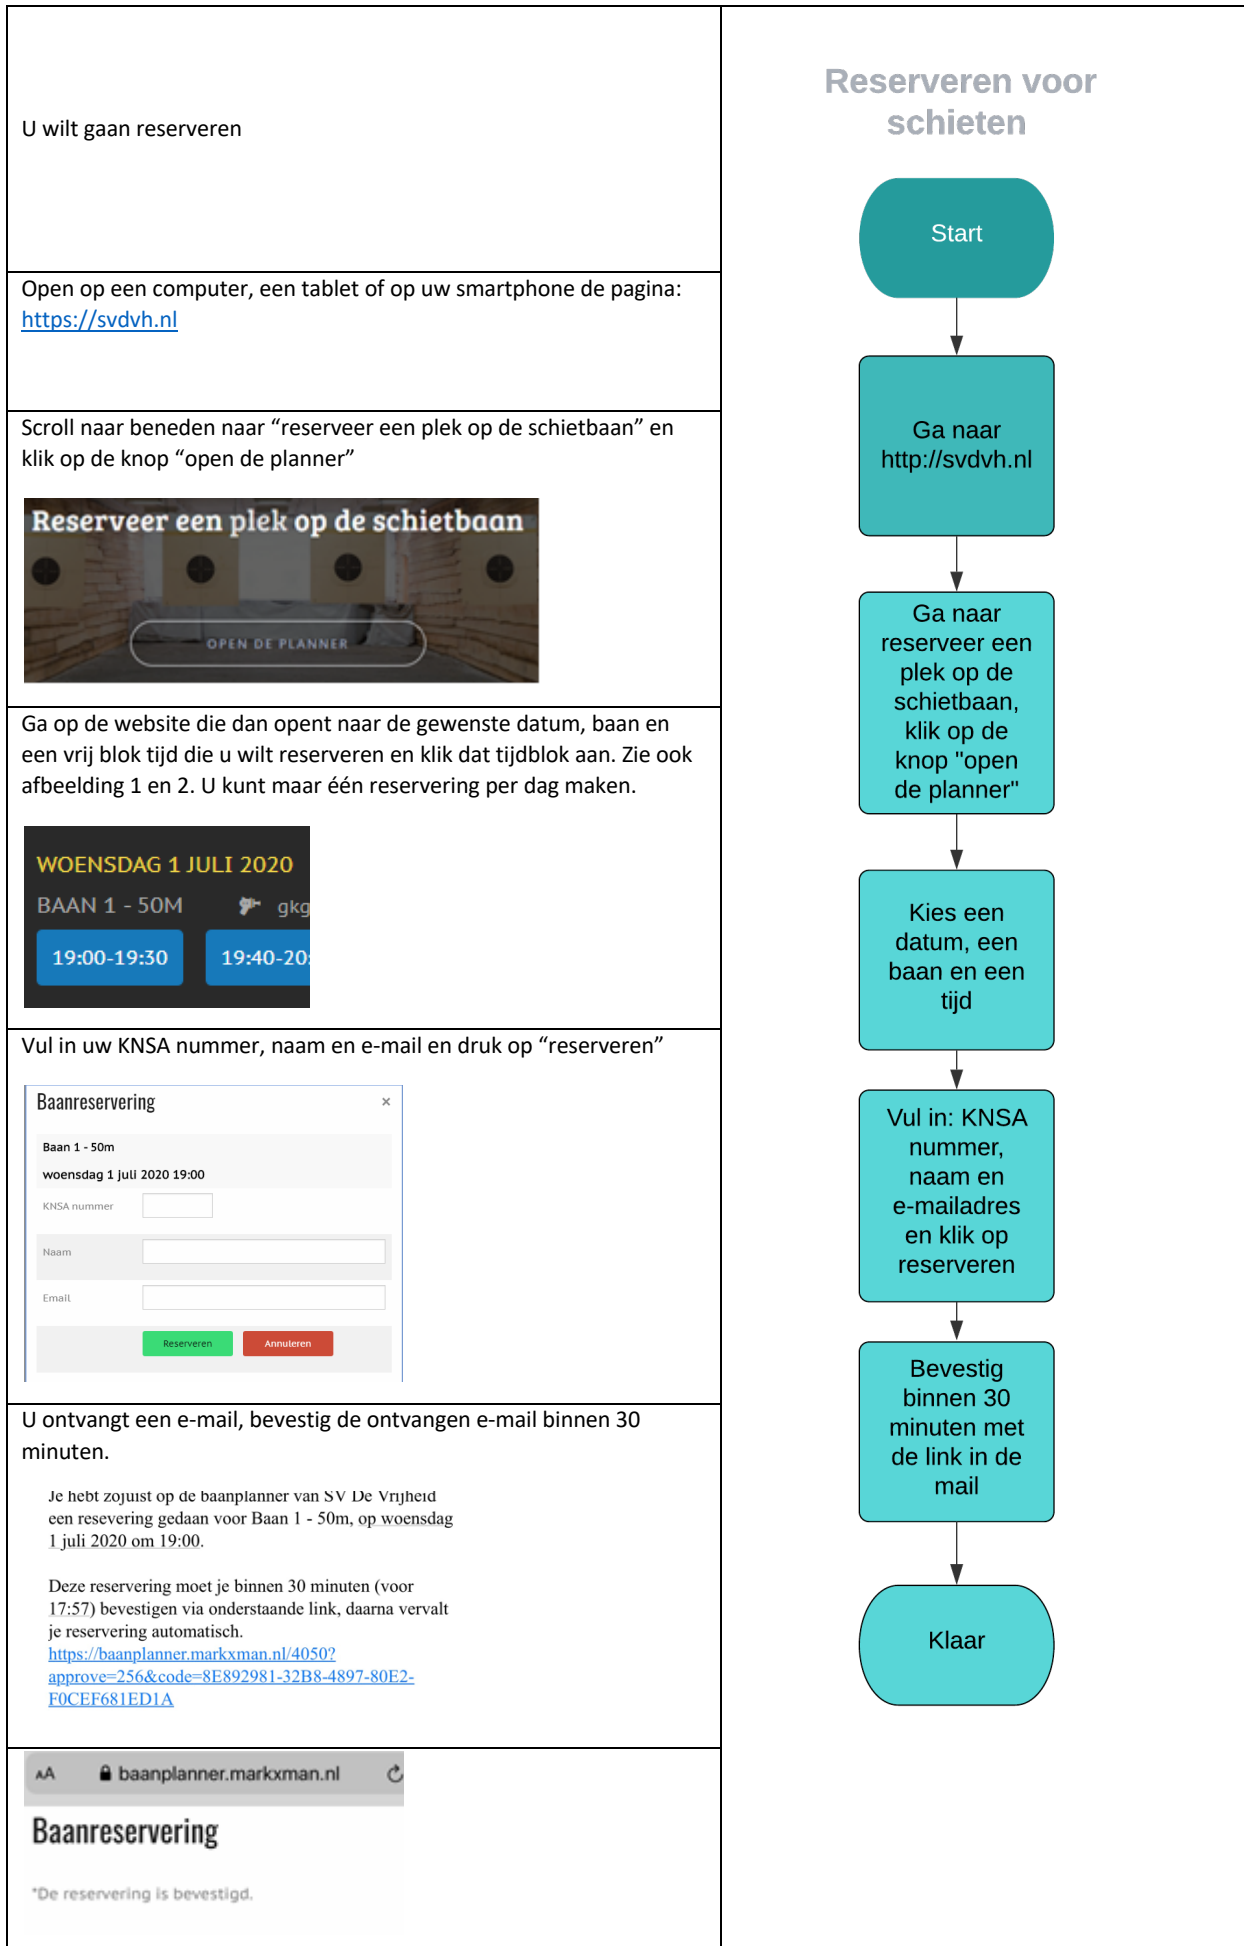 U wilt gaan reserveren
Open op een computer, een tablet of op uw smartphone de pagina:
https://svdvh.nl
Scroll naar beneden naar “reserveer een plek op de schietbaan” en
klik op de knop “open de planner”
Reserveer een plek op de schietbaan
OPEN DE PLANNER
Ga op de website die dan opent naar de gewenste datum, baan en
een vrij blok tijd die u wilt reserveren en klik dat tijdblok aan. Zie ook
afbeelding 1 en 2. U kunt maar één reservering per dag maken.
WOENSDAG 1 JULI 2020
BAAN 1 - 50M gkg
19:00-19:30 19:40-20:
Vul in uw KNSA nummer, naam en e-mail en druk op “reserveren”
Baanreservering ×
Baan 1 - 50m
woensdag 1 juli 2020 19:00
KNSA nummer
Naam
Email
Reserveren Annuleren
U ontvangt een e-mail, bevestig de ontvangen e-mail binnen 30
minuten.
Je hebt zojuist op de baanplanner van SV De Vrijheid
een resevering gedaan voor Baan 1 - 50m, op woensdag
1 juli 2020 om 19:00.
Deze reservering moet je binnen 30 minuten (voor
17:57) bevestigen via onderstaande link, daarna vervalt
je reservering automatisch.
https://baanplanner.markxman.nl/4050?
approve=256&code=8E892981-32B8-4897-80E2-
F0CEF681ED1A
AA baanplanner.markxman.nl
Baanreservering
*De reservering is bevestigd.
Reserveren voor
schieten
Start
Ga naar
http://svdvh.nl
Ga naar
reserveer een
plek op de
schietbaan,
klik op de
knop "open
de planner"
Kies een
datum, een
baan en een
tijd
Vul in: KNSA
nummer,
naam en
e-mailadres
en klik op
reserveren
Bevestig
binnen 30
minuten met
de link in de
mail
Klaar